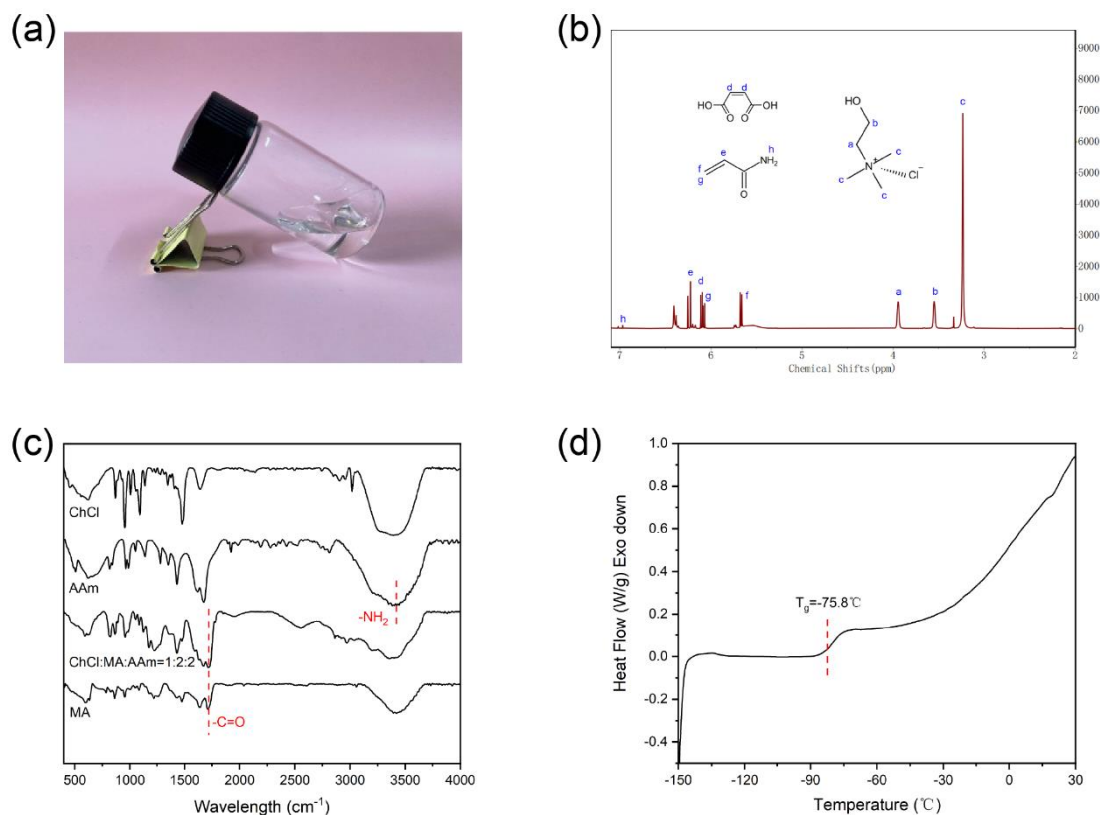 (a)
(b)
d d
HO OH
O O
e h
f NH₂
g
O
HO
b
a
c
N⁺
Cl⁻
c
c
c
e
d
g
h
f
a
b
9000
8000
7000
6000
5000
4000
3000
2000
1000
0
7 6 5 4 3 2
Chemical Shifts(ppm)
(c)
ChCl
AAm
-NH₂
ChCl:MA:AAm=1:2:2
MA
-C=O
500 1000 1500 2000 2500 3000 3500 4000
Wavelength (cm⁻¹)
(d)
Heat Flow (W/g) Exo down
1.0
0.8
0.6
0.4
0.2
0.0
-0.2
-0.4
Tg=-75.8℃
-150 -120 -90 -60 -30 0 30
Temperature (℃)